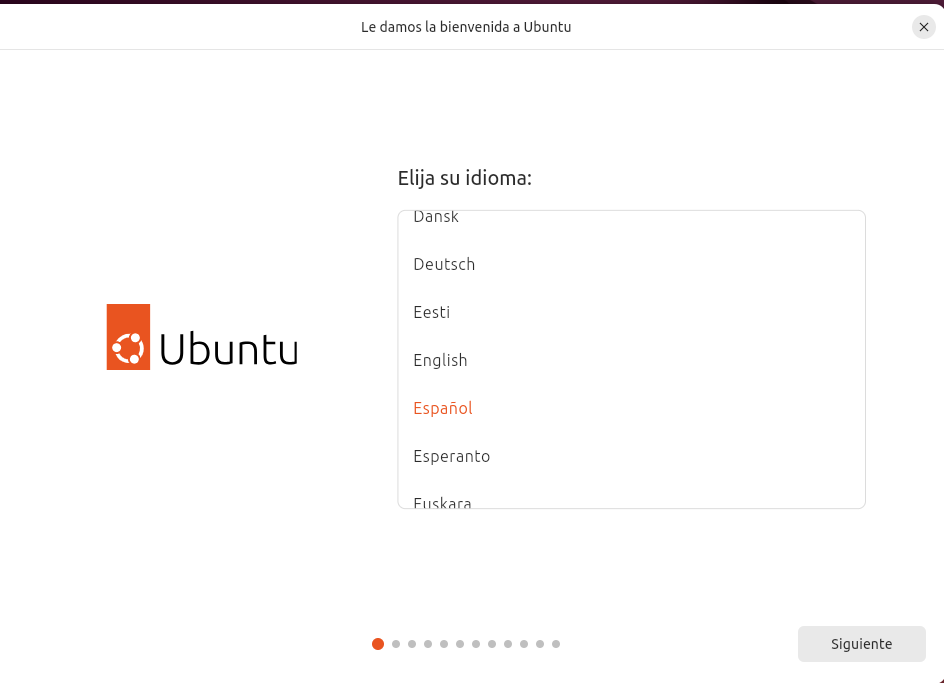 Le damos la bienvenida a Ubuntu
Elija su idioma:
Dansk
Deutsch
Eesti
English
Español
Esperanto
Euskara
Ubuntu
Siguiente